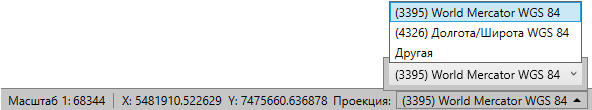 (3395) World Mercator WGS 84
(4326) Долгота/Широта WGS 84
Другая
(3395) World Mercator WGS 84
Масштаб 1: 68344 X: 5481910.522629 Y: 7475660.636878 Проекция: (3395) World Mercator WGS 84